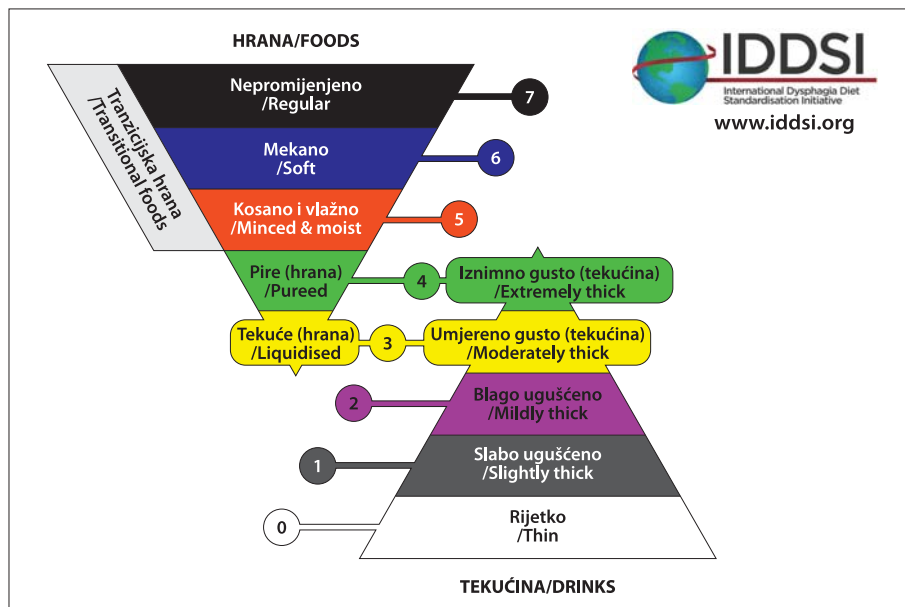 HRANA/FOODS
IDDSI
International Dysphagia Diet
Standardisation Initiative
www.iddsi.org
Tranzicijska hrana
/Transitional foods
Nepromijenjeno
/Regular
7
Mekano
/Soft
6
Kosano i vlažno
/Minced & moist
5
Pire (hrana)
/Pureed
4
Iznimno gusto (tekućina)
/Extremely thick
Tekuće (hrana)
/Liquidised
3
Umjereno gusto (tekućina)
/Moderately thick
2
Blago ugušćeno
/Mildly thick
1
Slabo ugušćeno
/Slightly thick
0
Rijetko
/Thin
TEKUĆINA/DRINKS